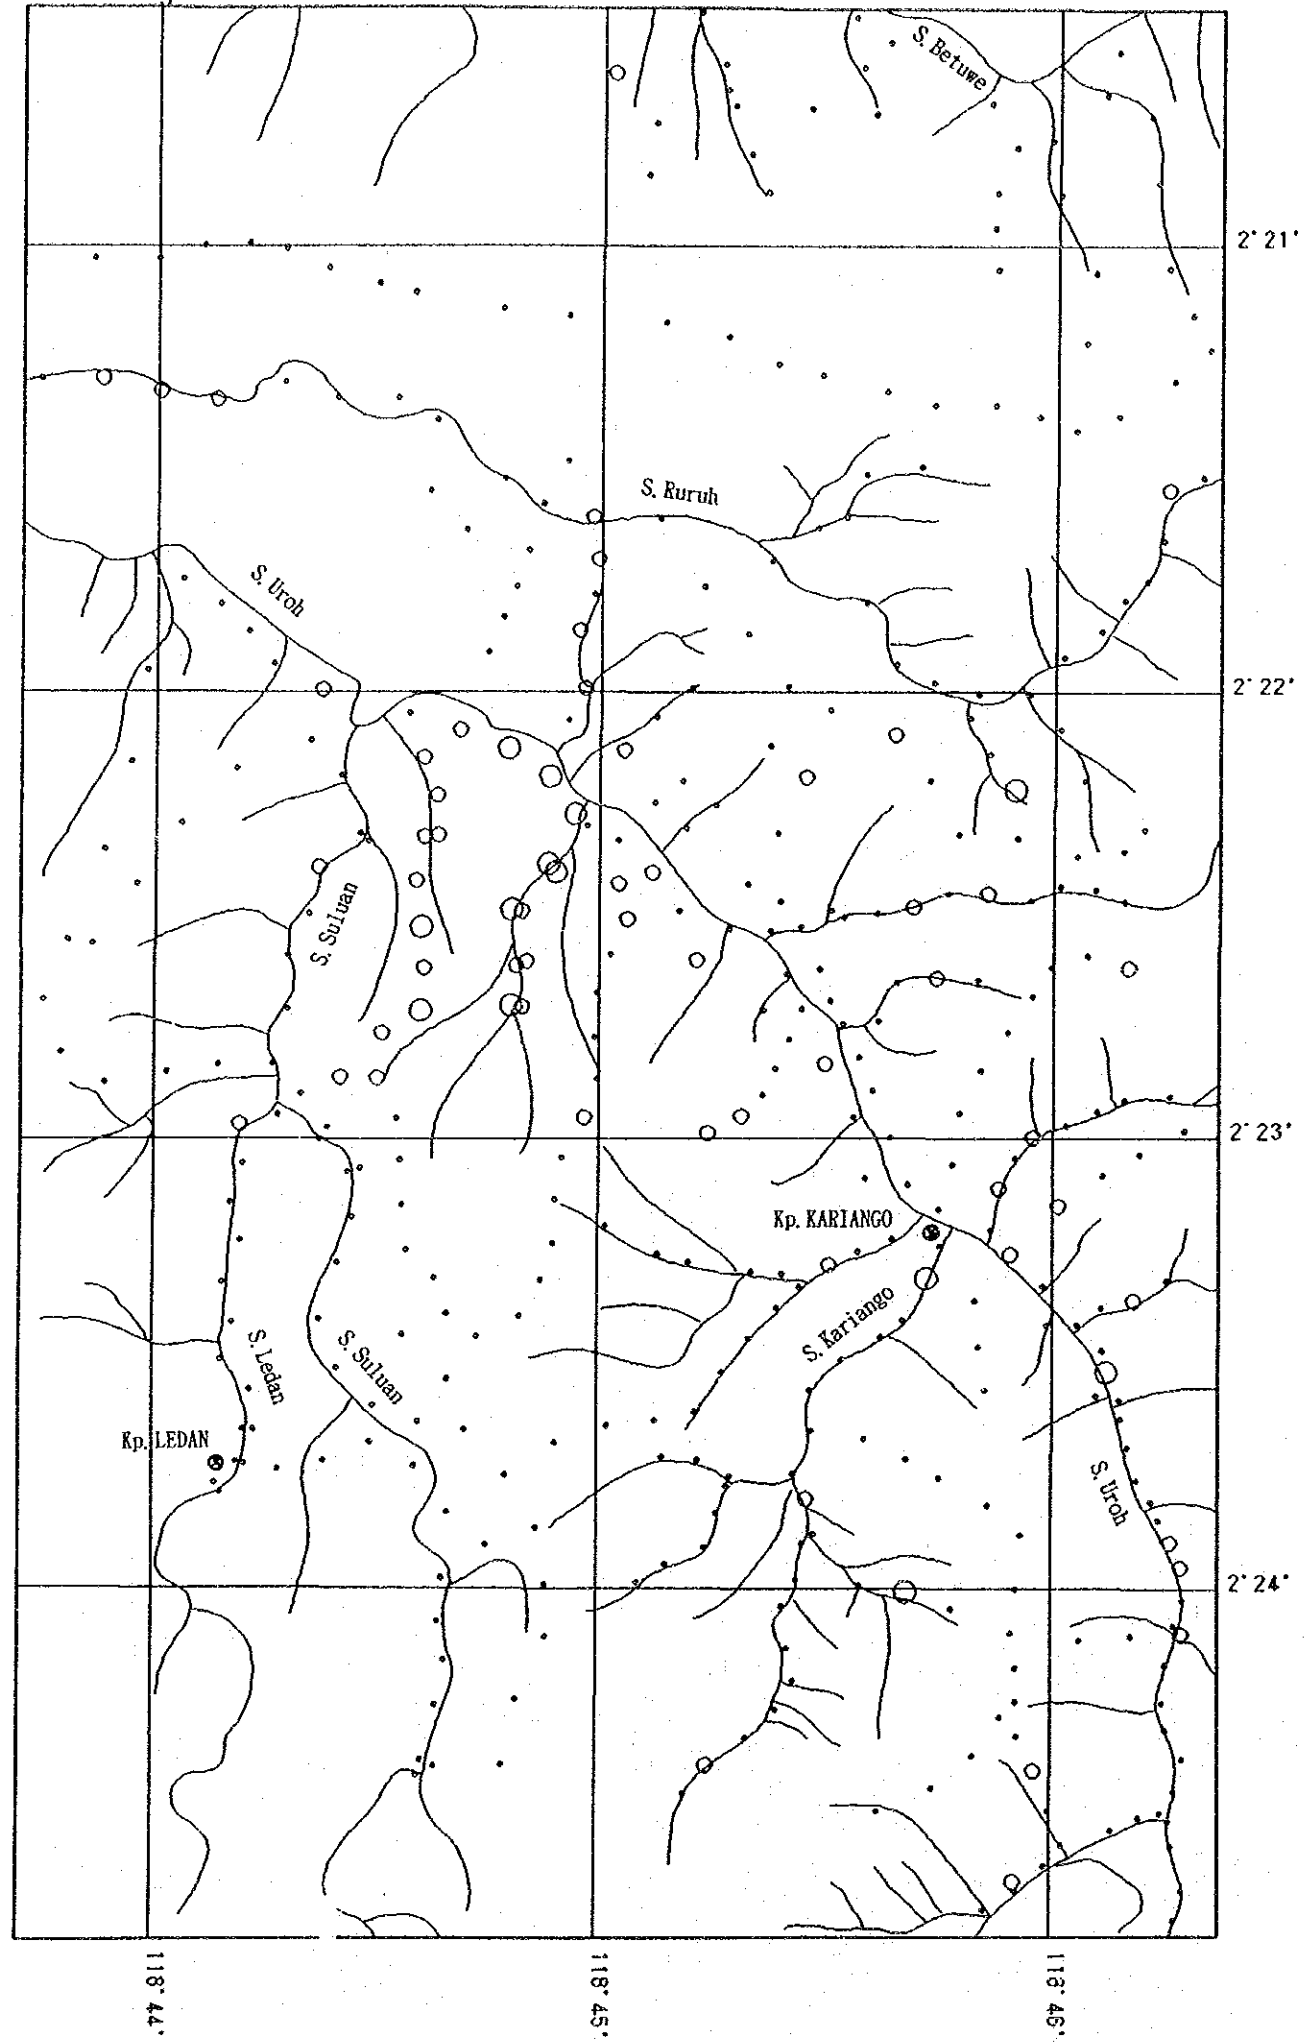 S. Betuwe
2°21'
S. Ruruh
S. Uroh
2°22'
S. Suluan
2°23'
Kp. KARIANGO
S. Kariango
S. Ledan
S. Suluan
Kp. LEDAN
S. Uroh
2°24'
118°44'
118°45'
118°46'